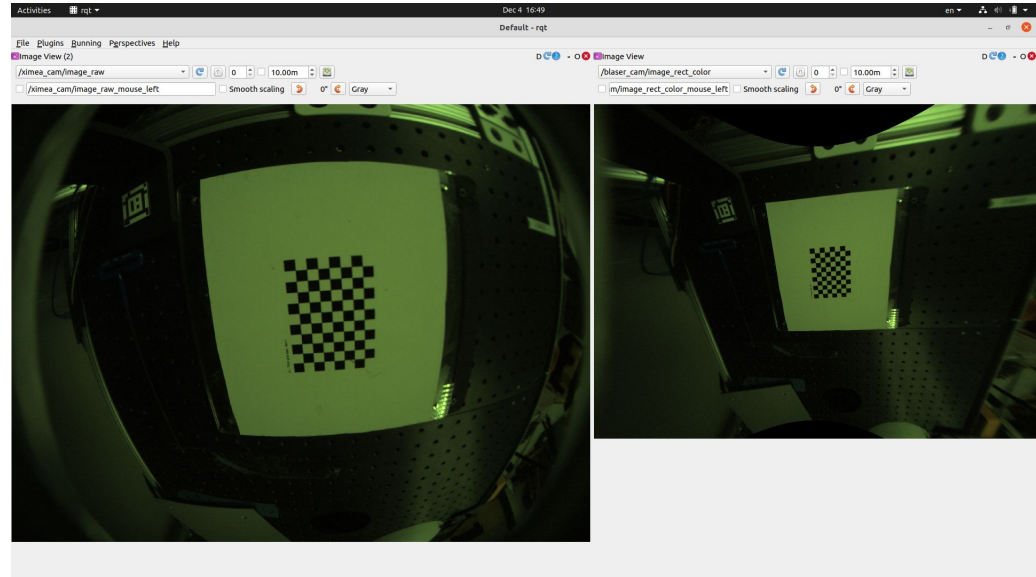 Activities rqt Dec 4 16:49 en
Default - rqt
File Plugins Running Perspectives Help
Image View (2) D - O Image View D - O
/ximea_cam/image_raw 0 10.00m /blaser_cam/image_rect_color 0 10.00m
/ximea_cam/image_raw_mouse_left Smooth scaling 0° Gray m/image_rect_color_mouse_left Smooth scaling 0° Gray